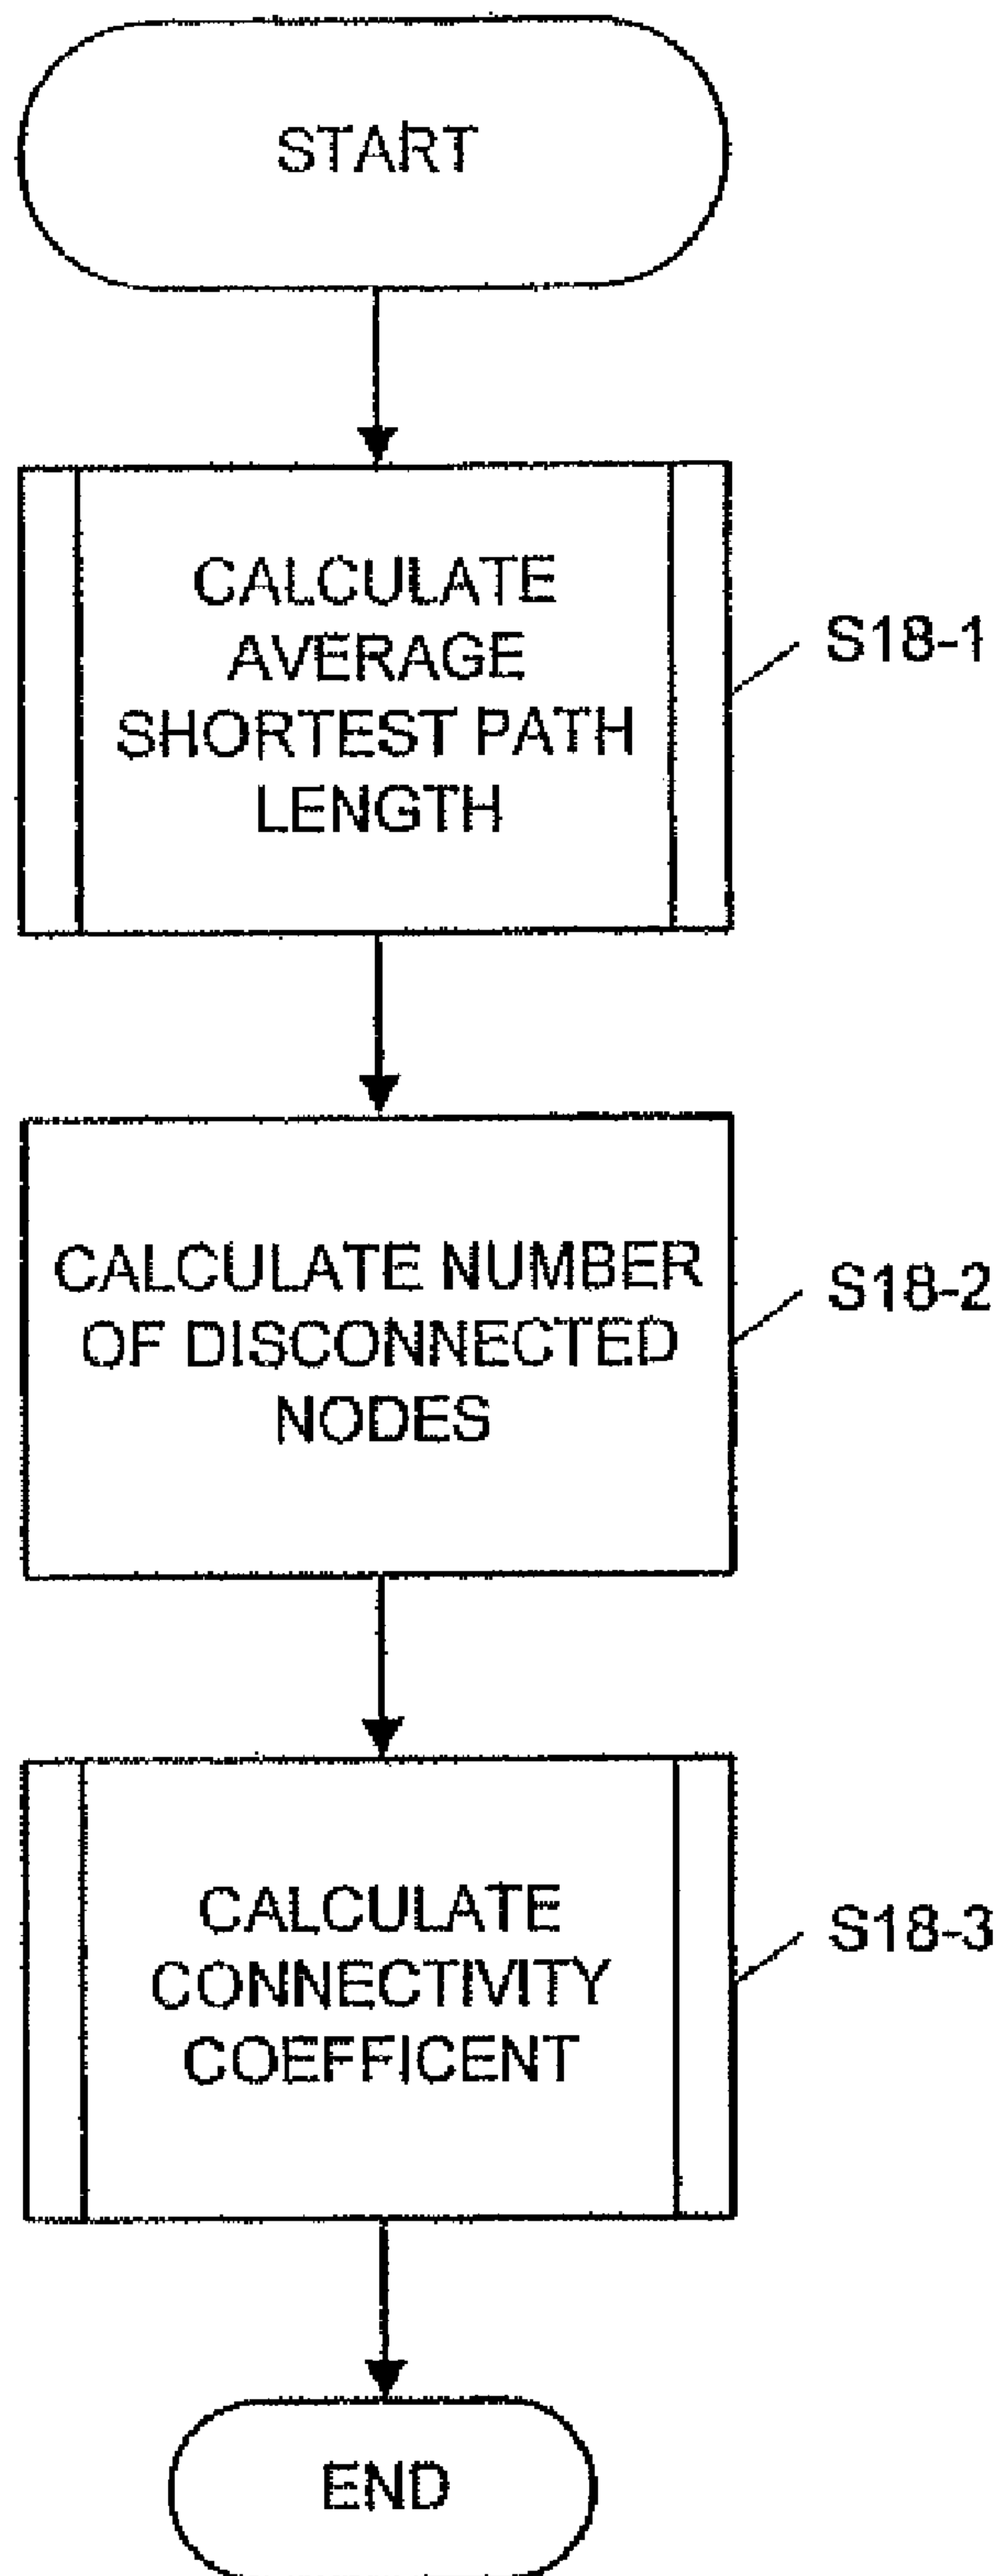 START
CALCULATE
AVERAGE
SHORTEST PATH
LENGTH
S18-1
CALCULATE NUMBER
OF DISCONNECTED
NODES
S18-2
CALCULATE
CONNECTIVITY
COEFFICENT
S18-3
END